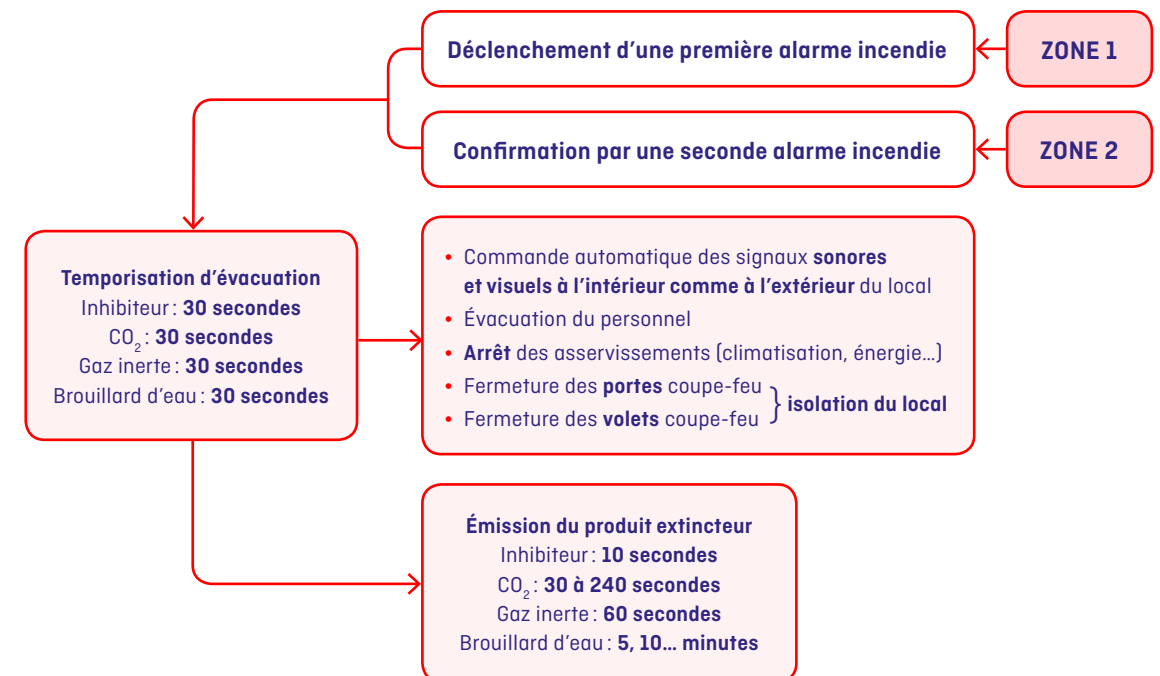 Déclenchement d’une première alarme incendie
ZONE 1
Confirmation par une seconde alarme incendie
ZONE 2
Temporisation d’évacuation
Inhibiteur : 30 secondes
CO₂ : 30 secondes
Gaz inerte : 30 secondes
Brouillard d’eau : 30 secondes
• Commande automatique des signaux sonores
et visuels à l’intérieur comme à l’extérieur du local
• Évacuation du personnel
• Arrêt des asservissements (climatisation, énergie…)
• Fermeture des portes coupe-feu
• Fermeture des volets coupe-feu
} isolation du local
Émission du produit extincteur
Inhibiteur : 10 secondes
CO₂ : 30 à 240 secondes
Gaz inerte : 60 secondes
Brouillard d’eau : 5, 10… minutes